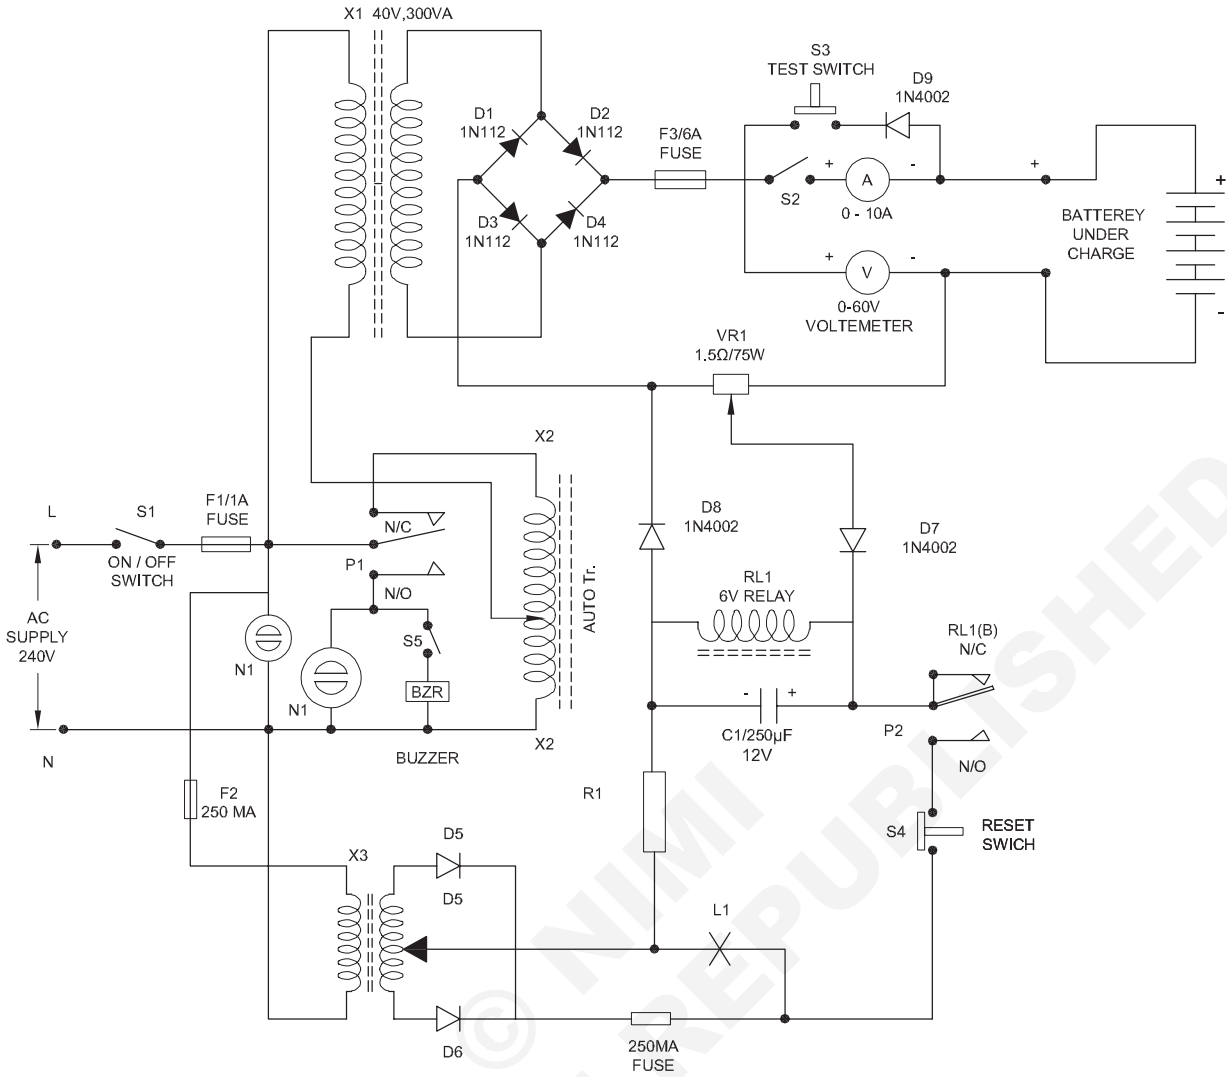 X1 40V,300VA
S3
TEST SWITCH
D9
1N4002
D1
1N112
D2
1N112
F3/6A
FUSE
+
A
-
+
S2
0 - 10A
D3
1N112
D4
1N112
BATTEREY
UNDER
CHARGE
+
-
+
V
-
0-60V
VOLTEMETER
VR1
1.5Ω/75W
X2
L
S1
F1/1A
FUSE
N/C
ON / OFF
SWITCH
P1
N/O
AUTO Tr.
D8
1N4002
D7
1N4002
RL1
6V RELAY
AC
SUPPLY
240V
N1
S5
N1
BZR
RL1(B)
N/C
N
X2
BUZZER
-
+
C1/250µF
12V
P2
N/O
F2
250 MA
R1
S4
RESET
SWICH
X3
D5
D5
L1
D6
250MA
FUSE
© NIMI
REPUBLISHED